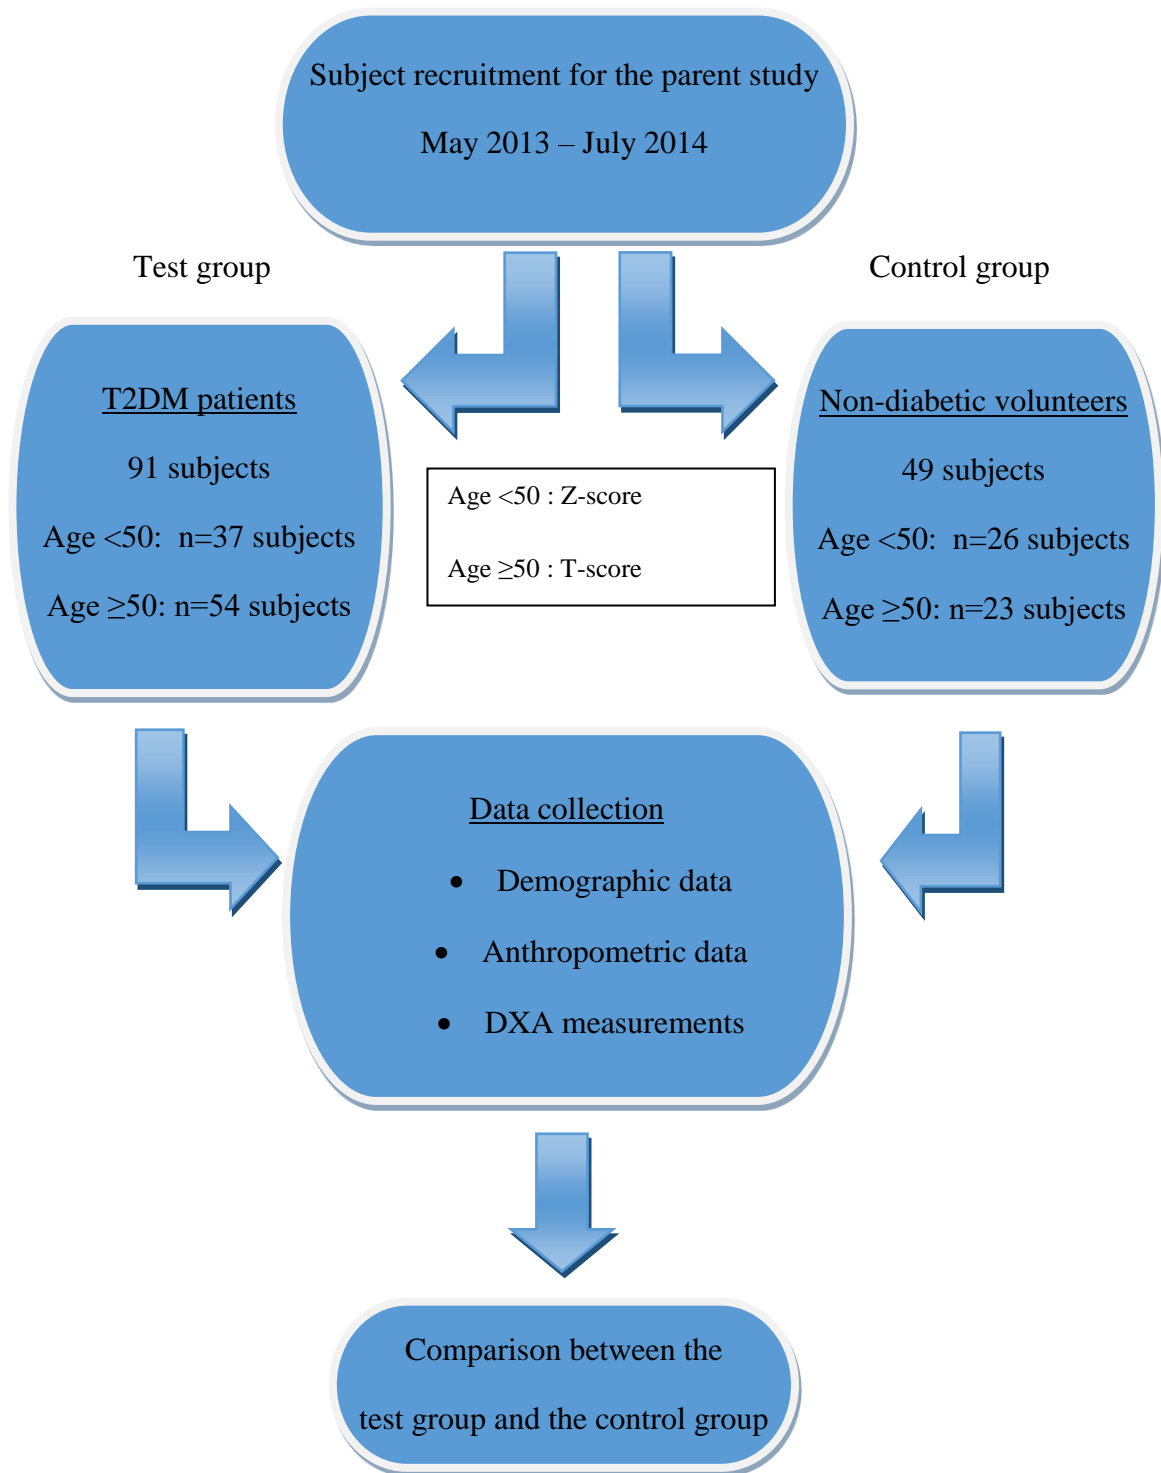 Subject recruitment for the parent study
May 2013 – July 2014
Test group
Control group
T2DM patients
91 subjects
Age <50:  n=37 subjects
Age ≥50: n=54 subjects
Age <50 : Z-score
Age ≥50 : T-score
Non-diabetic volunteers
49 subjects
Age <50:  n=26 subjects
Age ≥50: n=23 subjects
Data collection
• Demographic data
• Anthropometric data
• DXA measurements
Comparison between the
test group and the control group